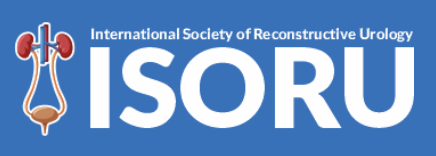 International Society of Reconstructive Urology
ISORU